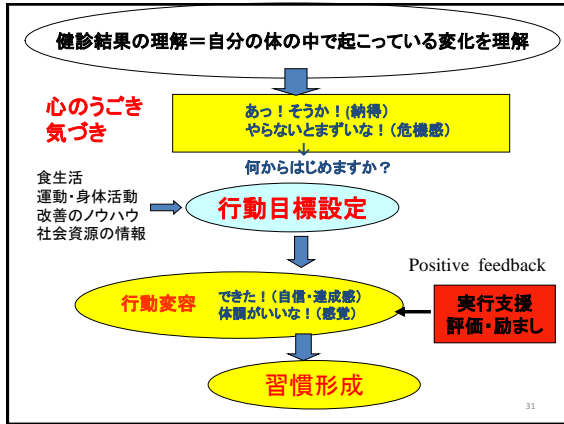 健診結果の理解＝自分の体の中で起こっている変化を理解
心のうごき
気づき
あっ！そうか！(納得)
やらないとまずいな！(危機感)
↓
何からはじめますか？
食生活
運動・身体活動
改善のノウハウ
社会資源の情報
行動目標設定
Positive feedback
行動変容
できた！(自信・達成感)
体調がいいな！(感覚)
実行支援
評価・励まし
習慣形成
31